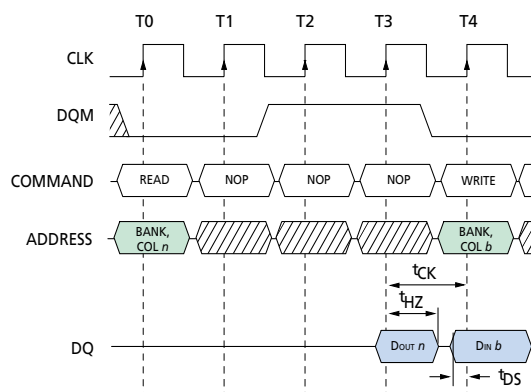 T0 T1 T2 T3 T4
CLK
DQM
COMMAND READ NOP NOP NOP WRITE
ADDRESS BANK, COL n BANK, COL b
tCK
tHZ
DQ DOUT n DIN b
tDS